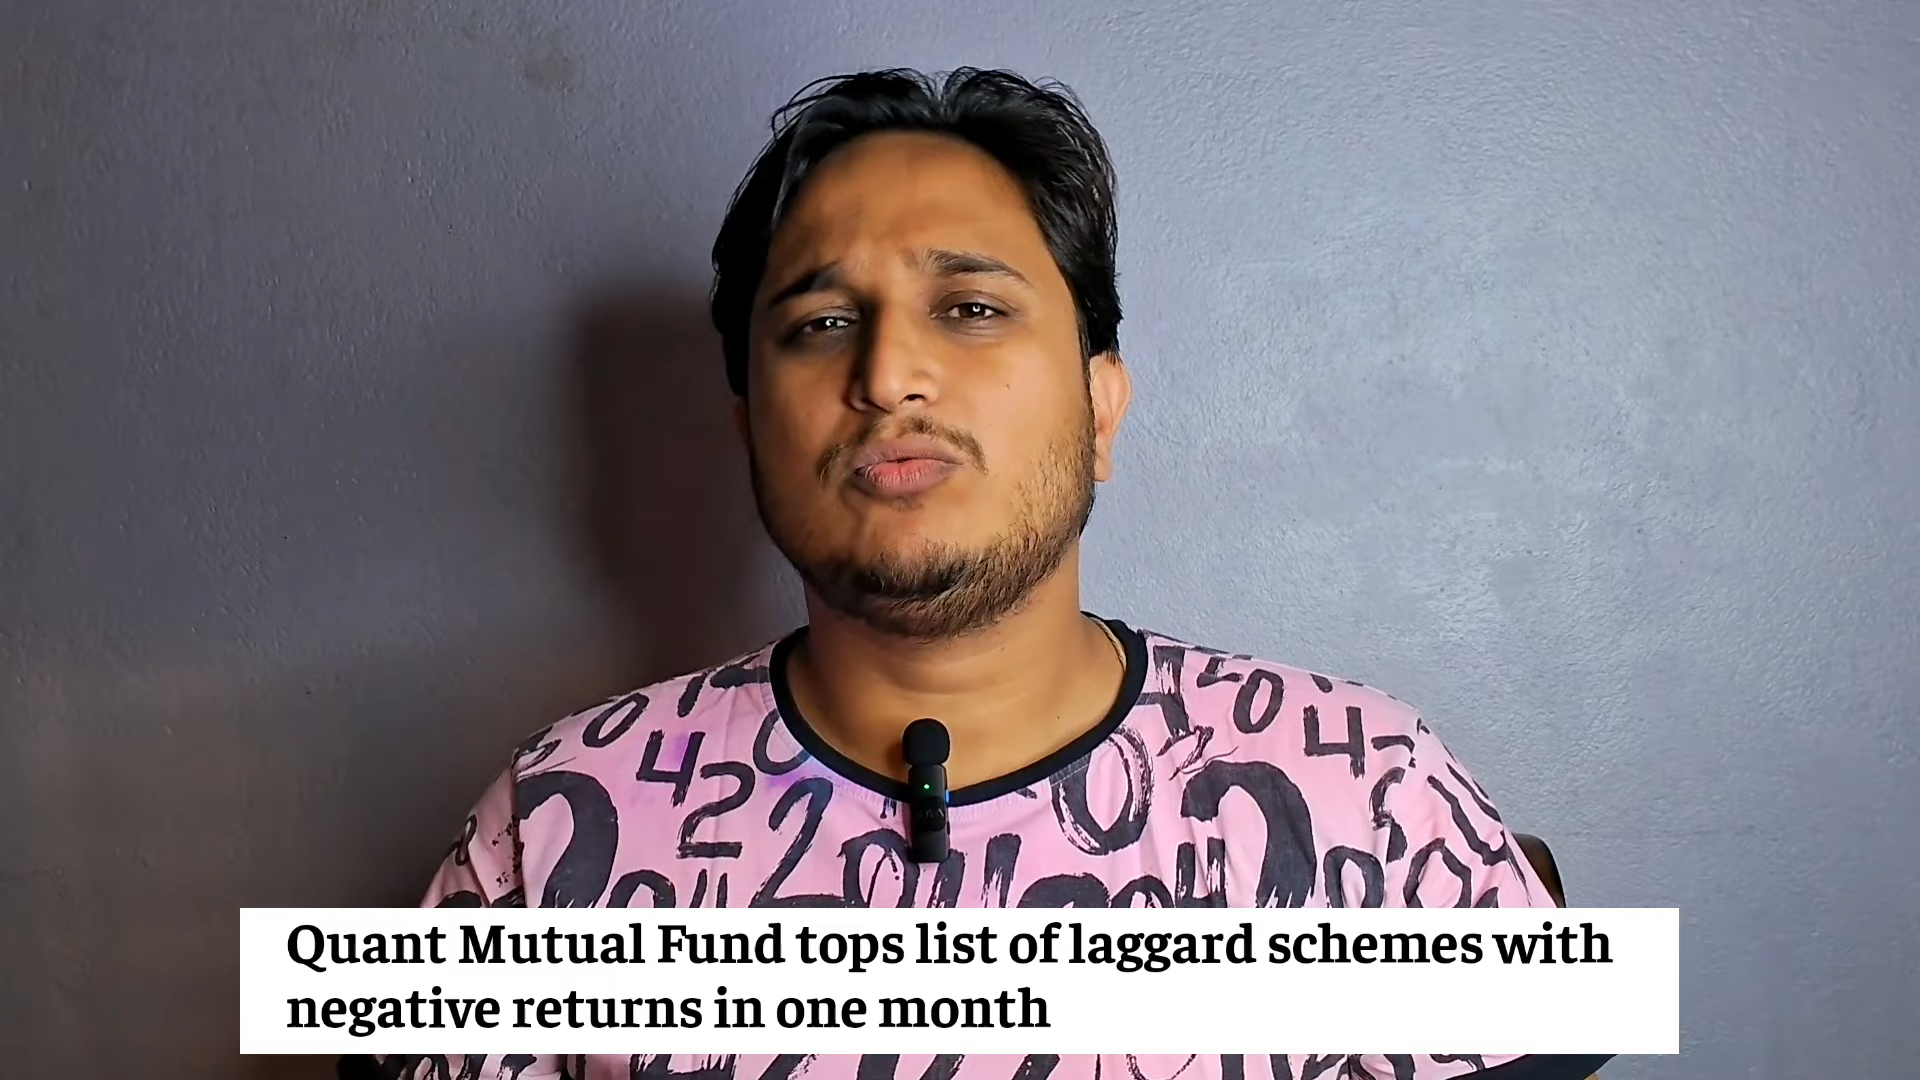 Quant Mutual Fund tops list of laggard schemes with
negative returns in one month